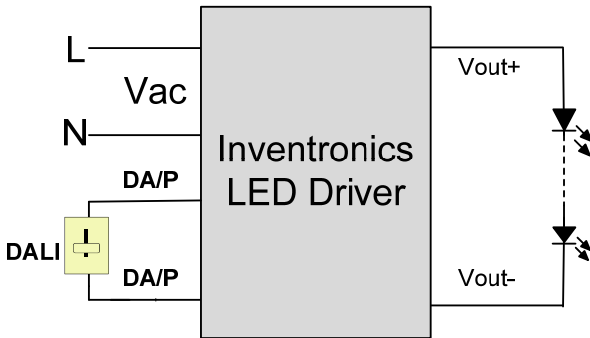 L
Vac
N
DA/P
DALI
DA/P
Inventronics
LED Driver
Vout+
Vout-